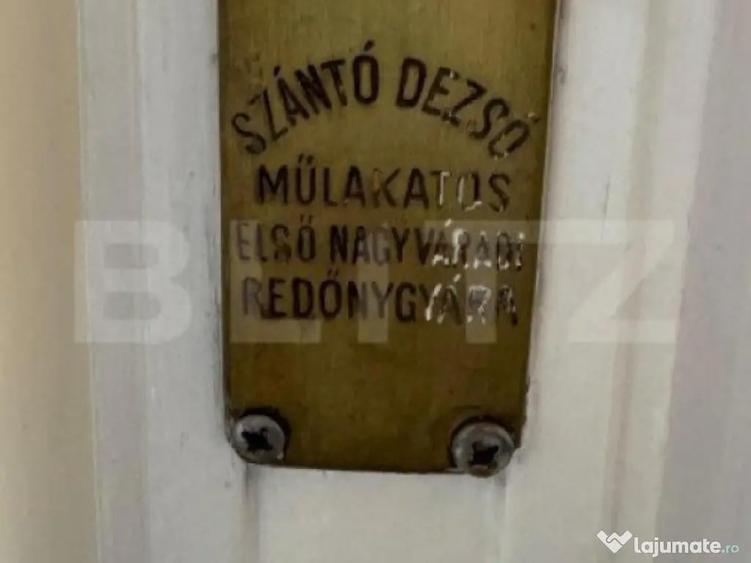 SZÁNTÓ DEZSŐ
MŰLAKATOS
ELSŐ NAGYVÁRADI
REDŐNYGYÁRA
BLITZ
lajumate.ro